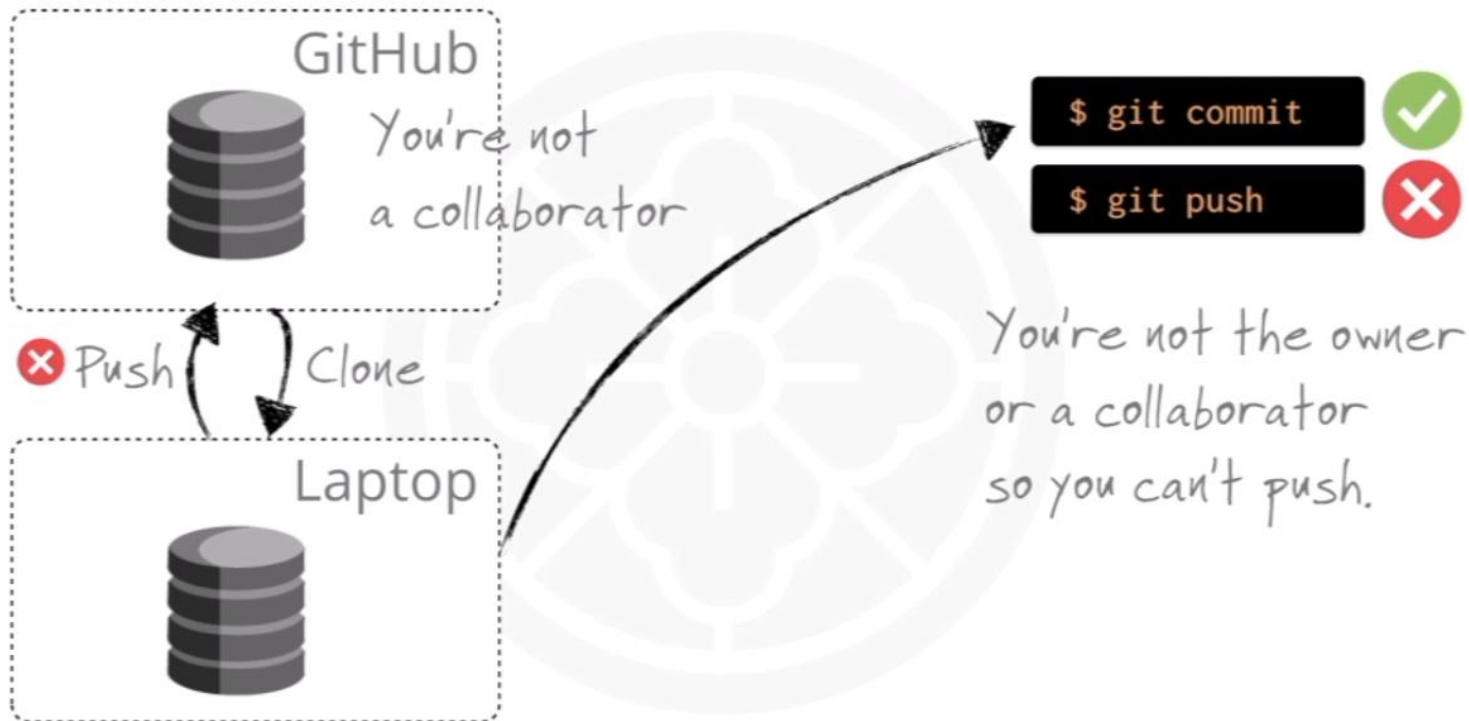 GitHub
You're not
a collaborator
Push
Clone
Laptop
$ git commit
$ git push
You're not the owner
or a collaborator
so you can't push.